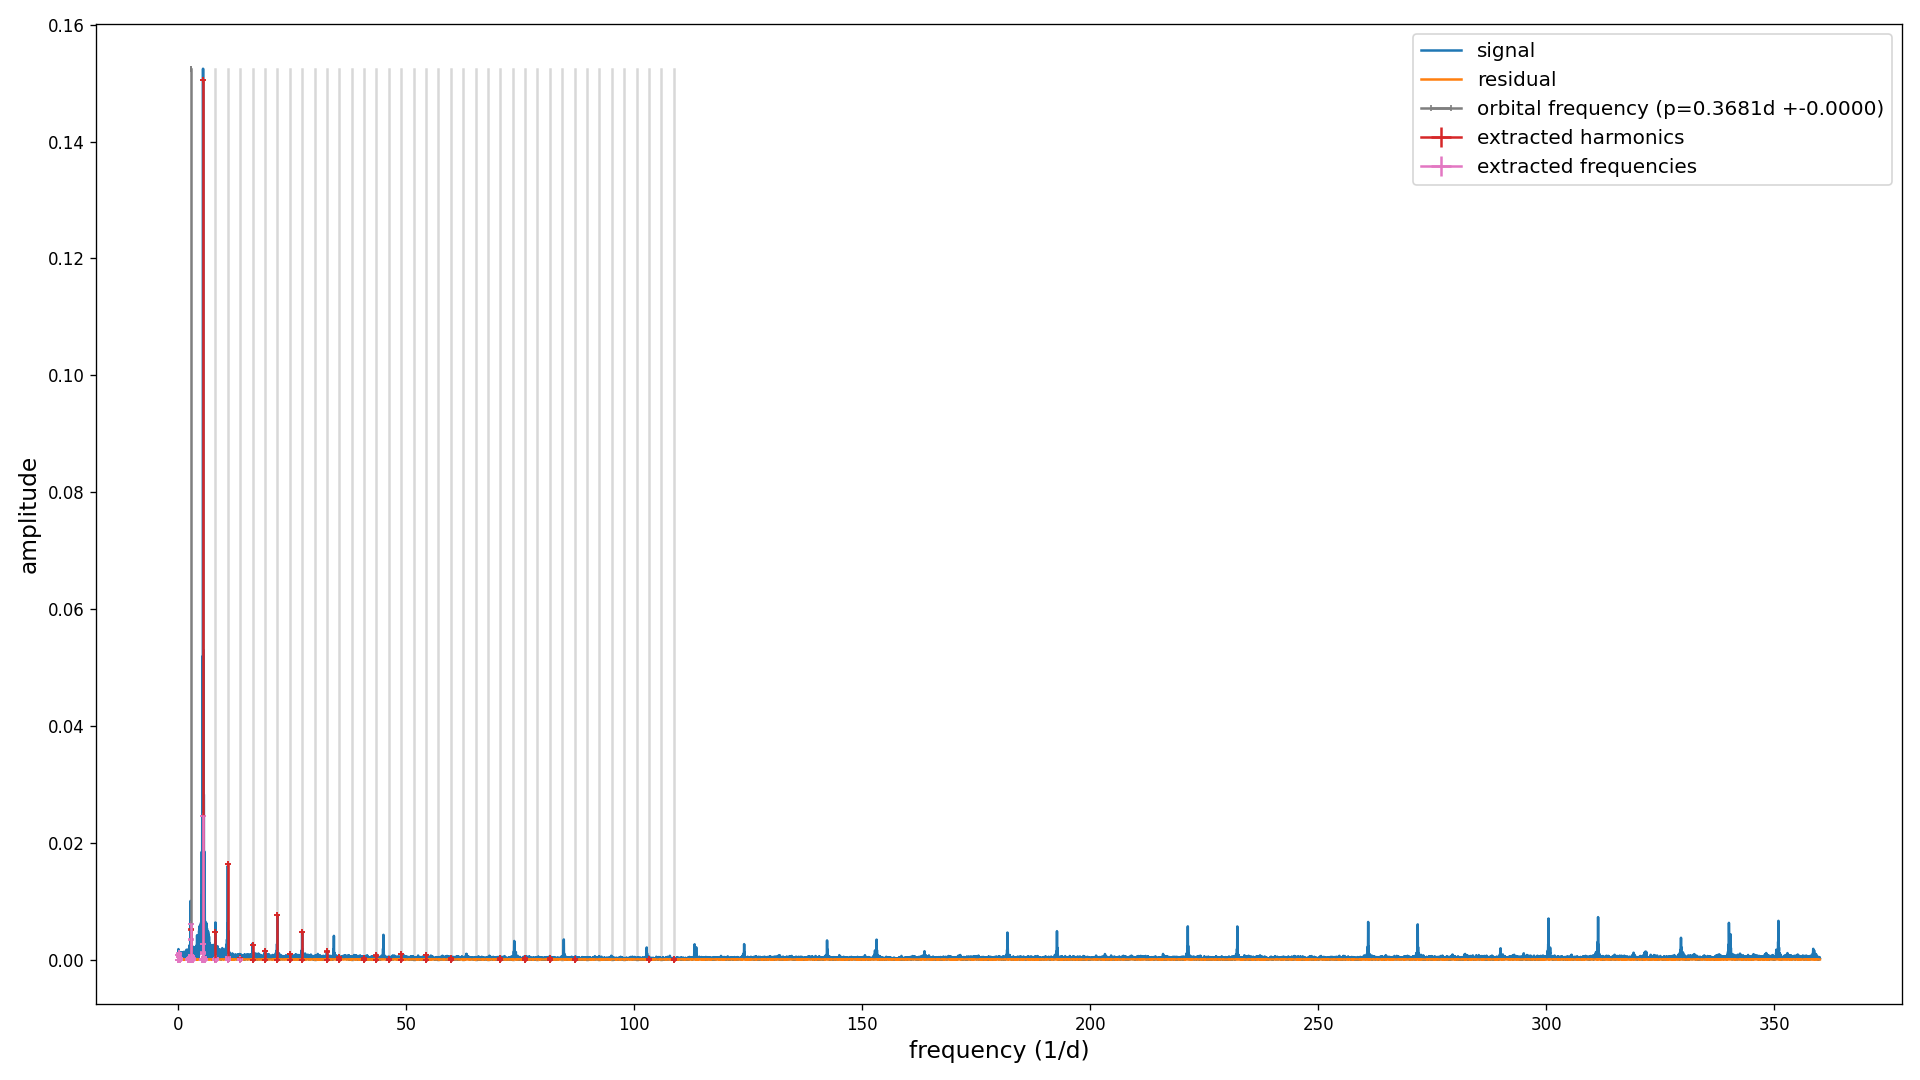 0.16
0.14
0.12
0.10
0.08
0.06
0.04
0.02
0.00
amplitude
0 50 100 150 200 250 300 350
frequency (1/d)
signal
residual
orbital frequency (p=0.3681d +-0.0000)
extracted harmonics
extracted frequencies